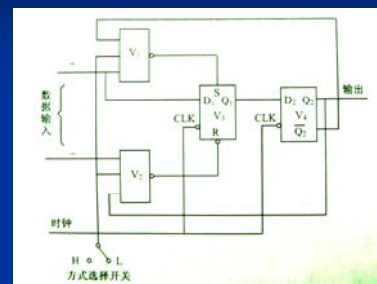 V₁
S
D₁ Q₁
V₃
CLK
R
D₂ Q₂
V₄
Q̅₂
CLK
输出
数据输入
V₂
时钟
H L
方式选择开关